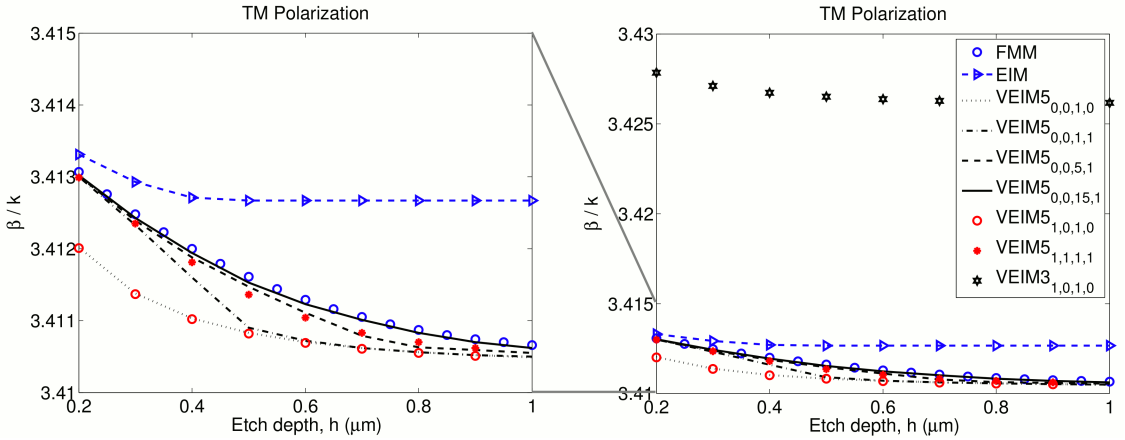 TM Polarization
3.415
3.414
3.413
3.412
3.411
3.41
β / k
0.2 0.4 0.6 0.8 1
Etch depth, h (μm)
TM Polarization
3.43
3.425
3.42
3.415
3.41
β / k
0.2 0.4 0.6 0.8 1
Etch depth, h (μm)
FMM
EIM
VEIM5 0,0,1,0
VEIM5 0,0,1,1
VEIM5 0,0,5,1
VEIM5 0,0,15,1
VEIM5 1,0,1,0
VEIM5 1,1,1,1
VEIM3 1,0,1,0